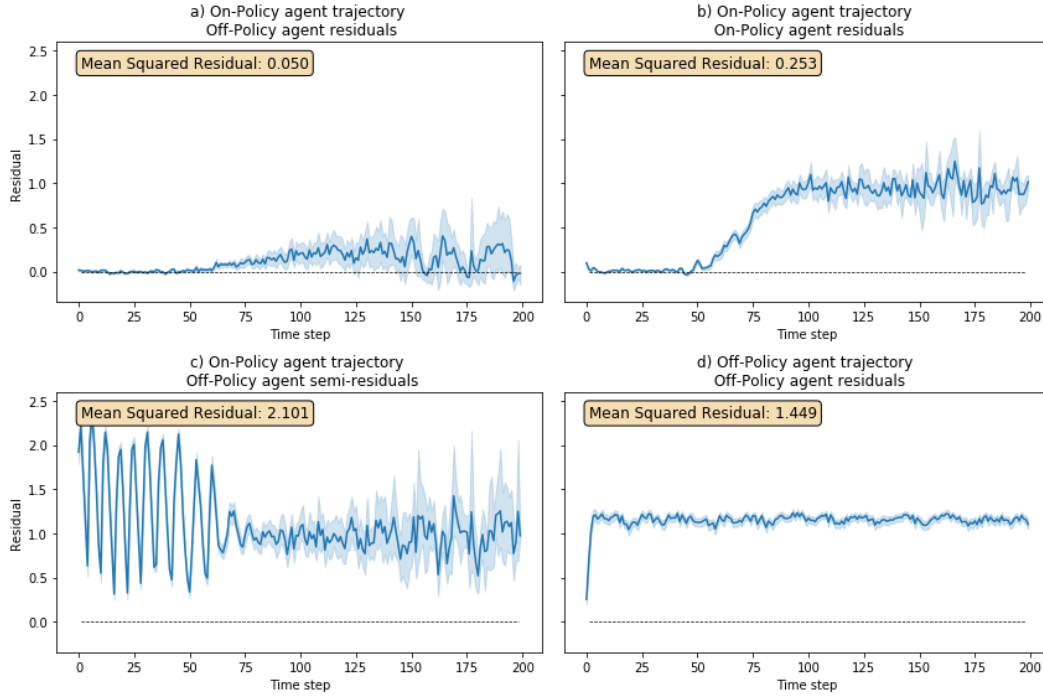 a) On-Policy agent trajectory
Off-Policy agent residuals
Mean Squared Residual: 0.050
2.5
2.0
1.5
1.0
0.5
0.0
Residual
0 25 50 75 100 125 150 175 200
Time step
b) On-Policy agent trajectory
On-Policy agent residuals
Mean Squared Residual: 0.253
0 25 50 75 100 125 150 175 200
Time step
c) On-Policy agent trajectory
Off-Policy agent semi-residuals
Mean Squared Residual: 2.101
2.5
2.0
1.5
1.0
0.5
0.0
Residual
0 25 50 75 100 125 150 175 200
Time step
d) Off-Policy agent trajectory
Off-Policy agent residuals
Mean Squared Residual: 1.449
0 25 50 75 100 125 150 175 200
Time step